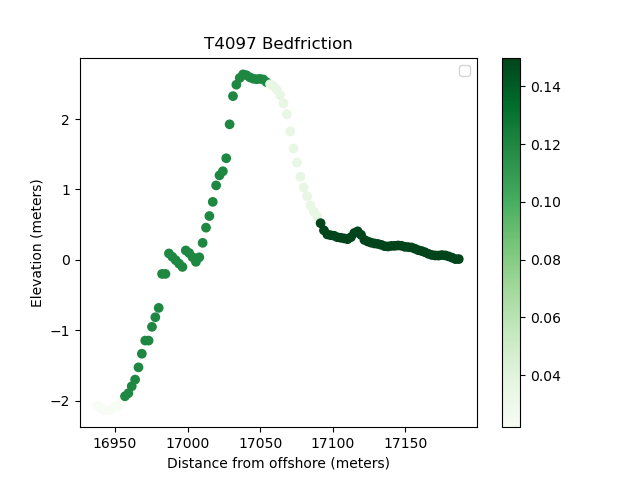 T4097 Bedfriction
Elevation (meters)
2
1
0
−1
−2
16950 17000 17050 17100 17150
Distance from offshore (meters)
0.14
0.12
0.10
0.08
0.06
0.04